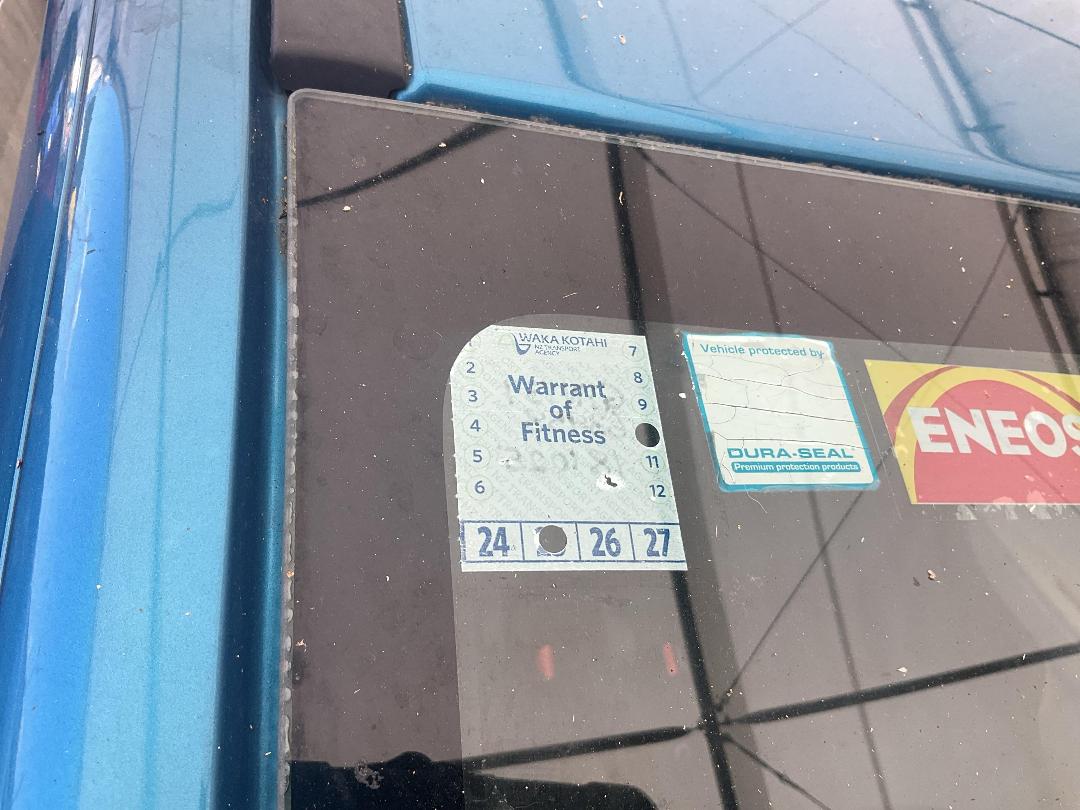 WAKA KOTAHI
NZ TRANSPORT
AGENCY
7
2
8
3
Warrant
of
Fitness
9
4
5
11
6
12
24
26
27
Vehicle protected by
DURA-SEAL
Premium protection products
ENEOS